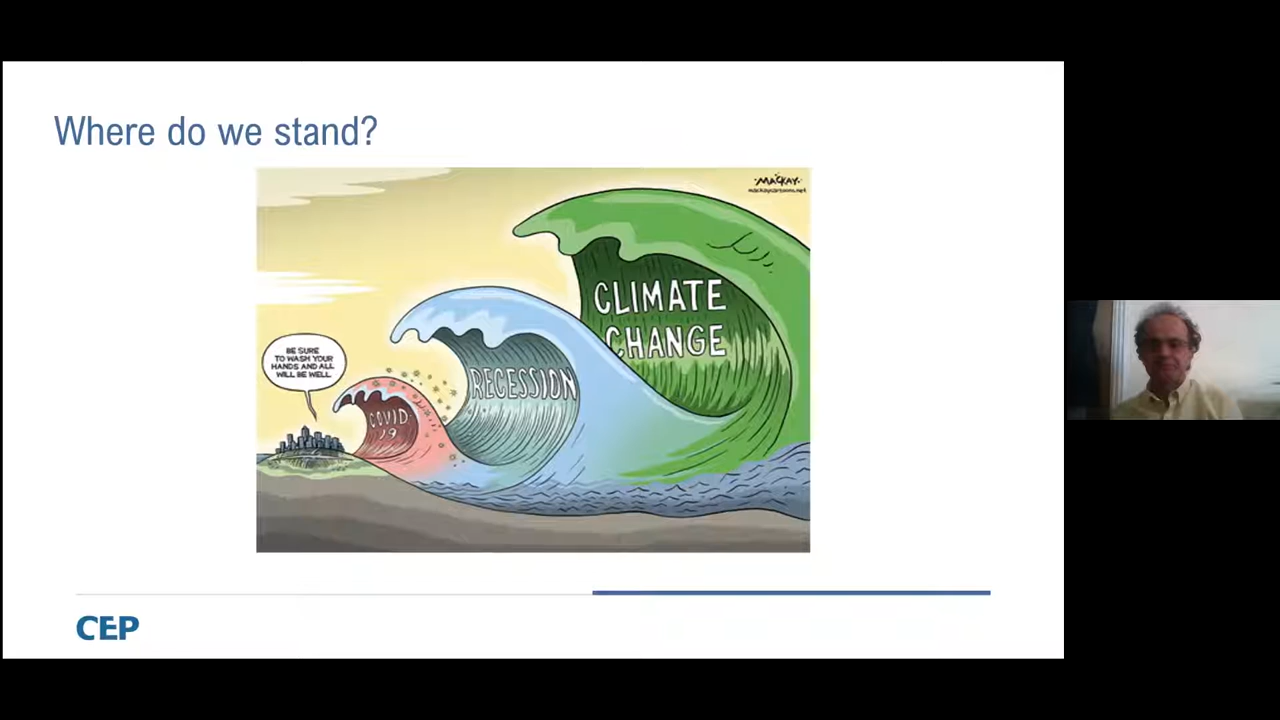 Where do we stand?
MACKAY
mackaycartoons.net
CLIMATE
CHANGE
RECESSION
BE SURE
TO WASH YOUR
HANDS AND ALL
WILL BE WELL.
COVID-
19
CEP